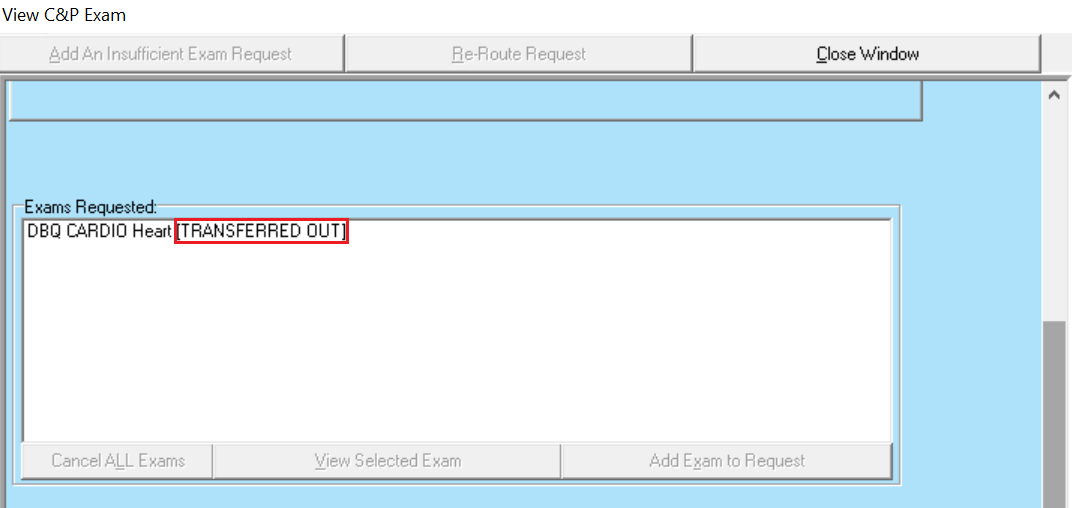 View C&P Exam
Add An Insufficient Exam Request Re-Route Request Close Window
Exams Requested:
DBQ CARDIO Heart [TRANSFERRED OUT]
Cancel ALL Exams View Selected Exam Add Exam to Request